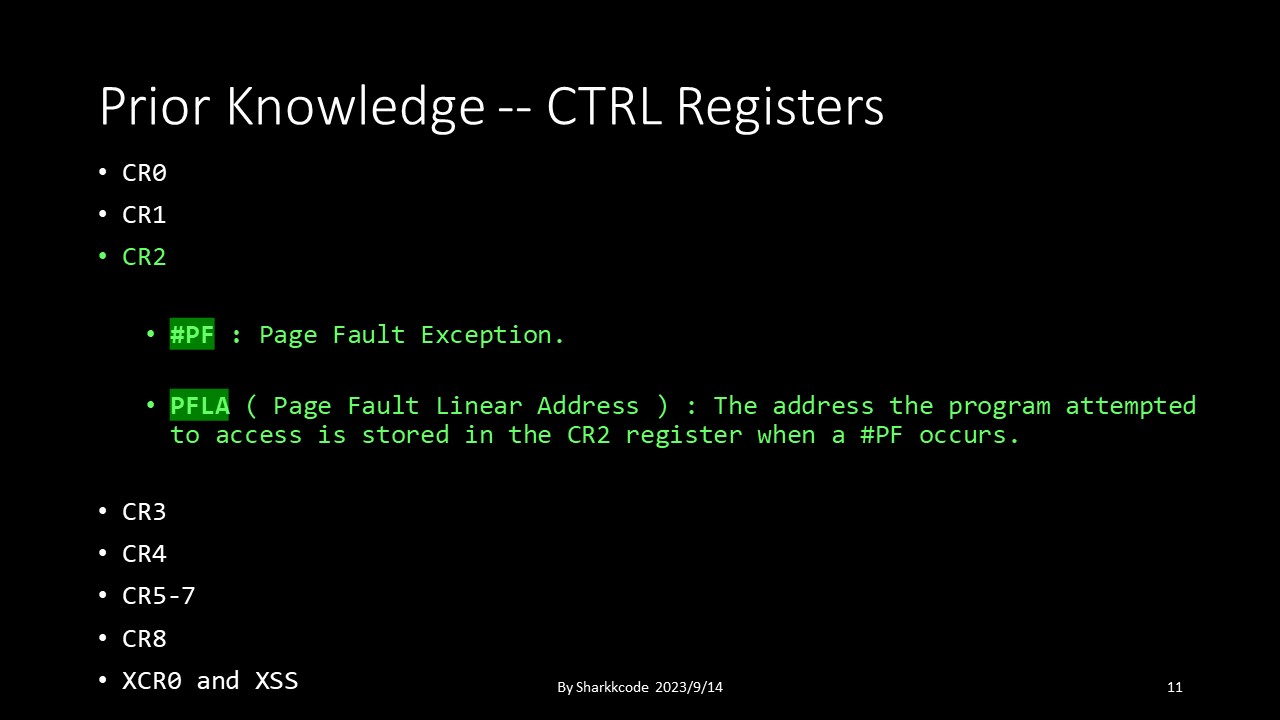 Prior Knowledge -- CTRL Registers
• CR0
• CR1
• CR2
• #PF : Page Fault Exception.
• PFLA ( Page Fault Linear Address ) : The address the program attempted
to access is stored in the CR2 register when a #PF occurs.
• CR3
• CR4
• CR5-7
• CR8
• XCR0 and XSS
By Sharkkcode 2023/9/14
11